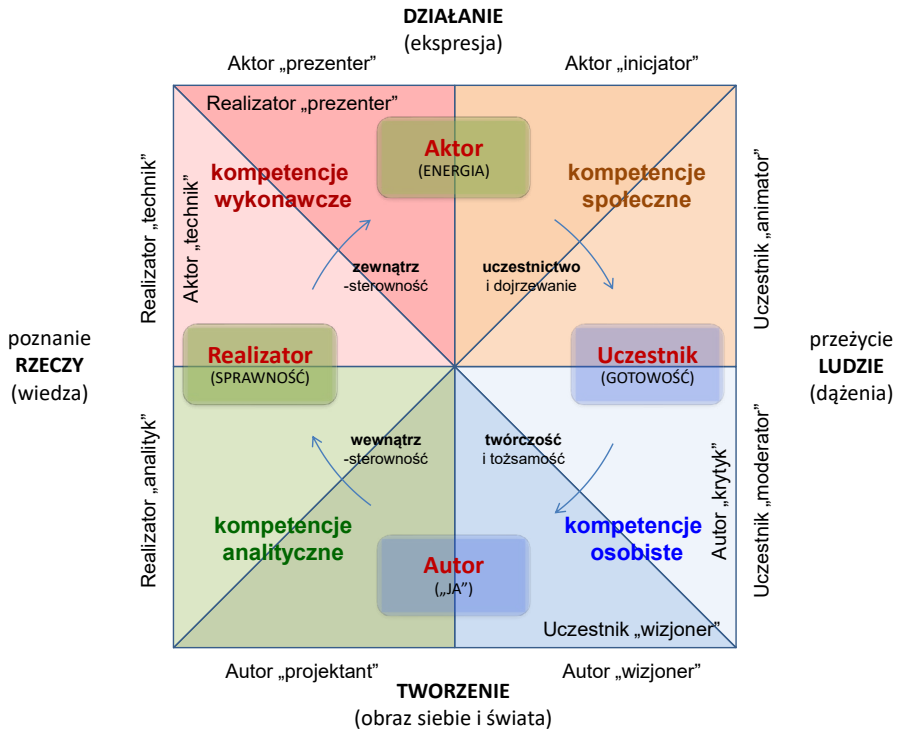 DZIAŁANIE
(ekspresja)
Aktor „prezenter”
Aktor „inicjator”
Realizator „prezenter”
Aktor
(ENERGIA)
kompetencje
wykonawcze
kompetencje
społeczne
Realizator „technik”
Aktor „technik”
Uczestnik „animator”
zewnątrz
-sterowność
uczestnictwo
i dojrzewanie
poznanie
RZECZY
(wiedza)
Realizator
(SPRAWNOŚĆ)
Uczestnik
(GOTOWOŚĆ)
przeżycie
LUDZIE
(dążenia)
wewnątrz
-sterowność
twórczość
i tożsamość
Realizator „analityk”
Autor „krytyk”
Uczestnik „moderator”
kompetencje
analityczne
kompetencje
osobiste
Autor
(„JA”)
Uczestnik „wizjoner”
Autor „projektant”
Autor „wizjoner”
TWORZENIE
(obraz siebie i świata)